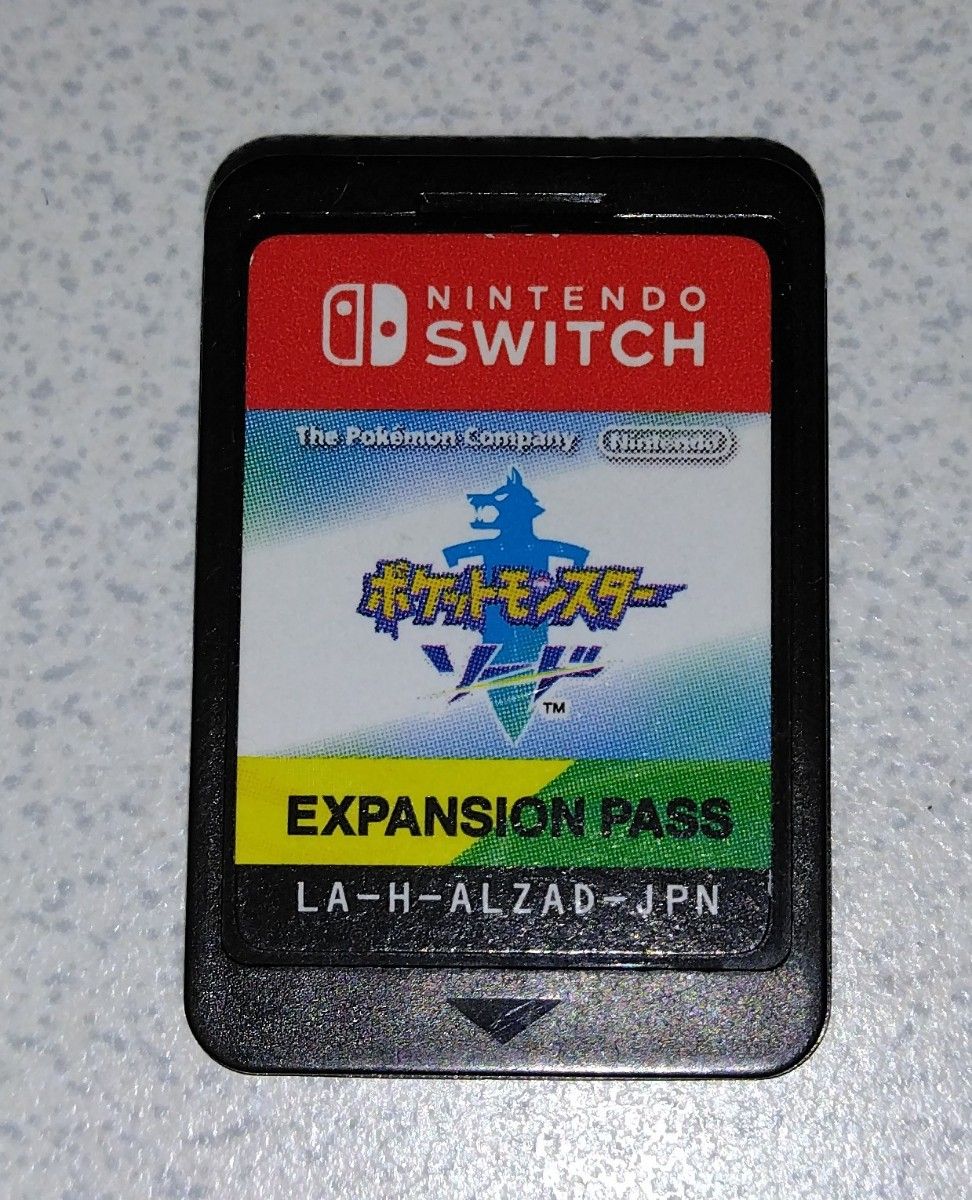 NINTENDO
SWITCH
The Pokémon Company Nintendo
ポケットモンスター
ソード
TM
EXPANSION PASS
LA-H-ALZAD-JPN